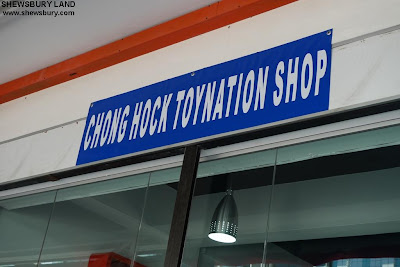 SHEWSBURY LAND
www.shewsbury.com
CHONG HOCK TOYNATION SHOP